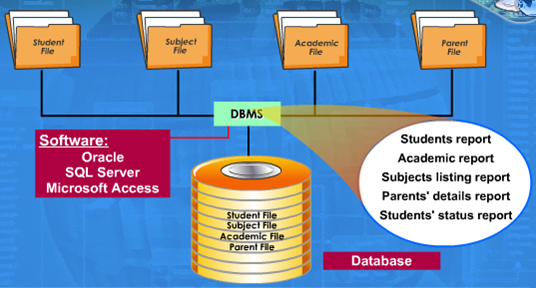 Student
File
Subject
File
Academic
File
Parent
File
DBMS
Software:
Oracle
SQL Server
Microsoft Access
Students report
Academic report
Subjects listing report
Parents' details report
Students' status report
Student File
Subject File
Academic File
Parent File
Database